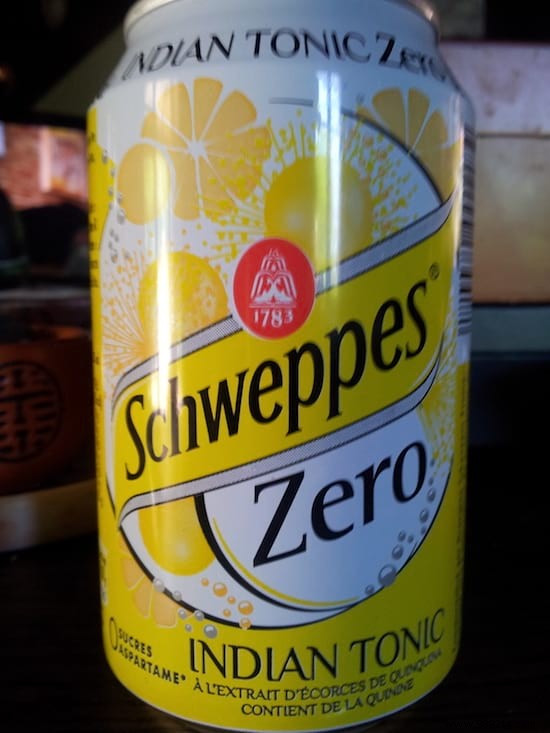 INDIAN TONIC Zero
1783
Schweppes®
Zero
0 SUCRES
ASPARTAME*
INDIAN TONIC
À L'EXTRAIT D'ÉCORCES DE QUINQUINA
CONTIENT DE LA QUININE